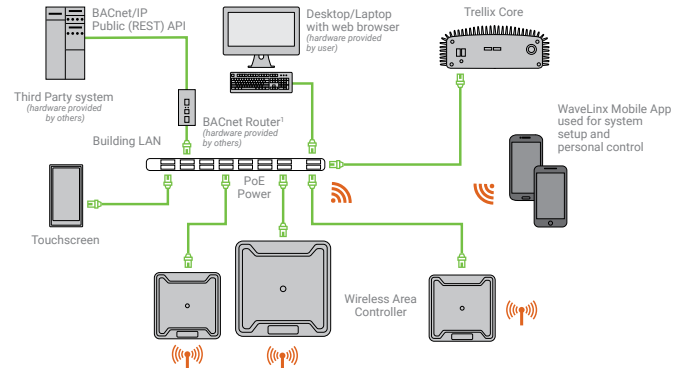 BACnet/IP
Public (REST) API
Desktop/Laptop
with web browser
(hardware provided
by user)
Trellix Core
Third Party system
(hardware provided
by others)
BACnet Router¹
(hardware provided
by others)
Building LAN
WaveLinx Mobile App
used for system
setup and
personal control
PoE
Power
Touchscreen
Wireless Area
Controller